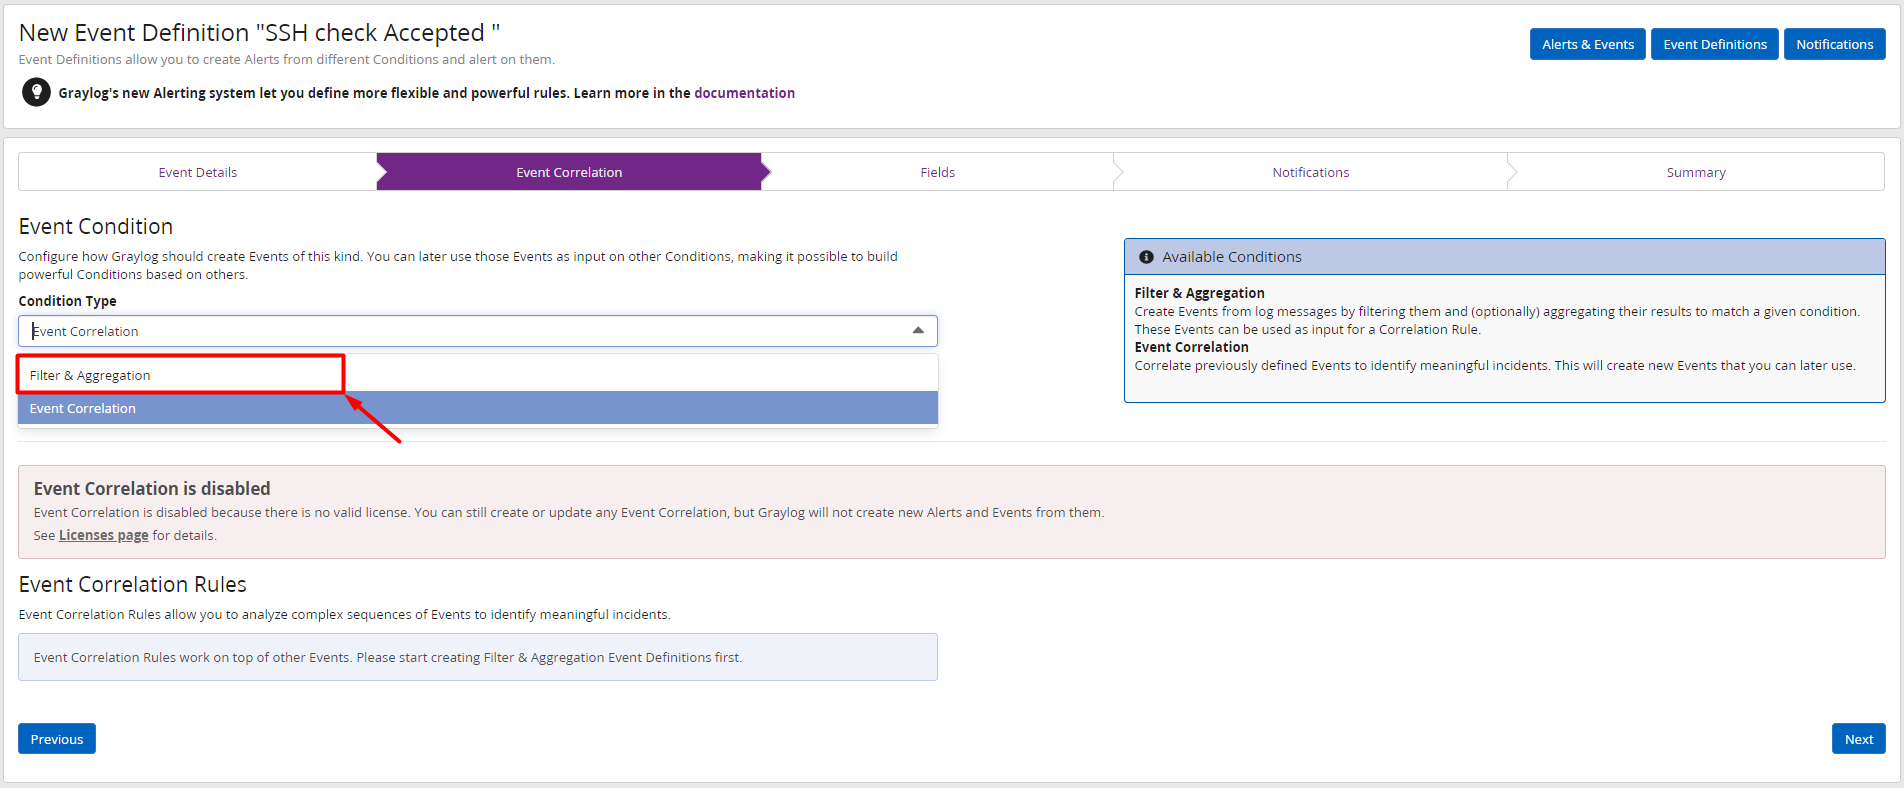 New Event Definition "SSH check Accepted "
Alerts & Events
Event Definitions
Notifications
Event Definitions allow you to create Alerts from different Conditions and alert on them.
Graylog's new Alerting system let you define more flexible and powerful rules. Learn more in the documentation
Event Details
Event Correlation
Fields
Notifications
Summary
Event Condition
Configure how Graylog should create Events of this kind. You can later use those Events as input on other Conditions, making it possible to build
powerful Conditions based on others.
Condition Type
Event Correlation
Filter & Aggregation
Event Correlation
Available Conditions
Filter & Aggregation
Create Events from log messages by filtering them and (optionally) aggregating their results to match a given condition.
These Events can be used as input for a Correlation Rule.
Event Correlation
Correlate previously defined Events to identify meaningful incidents. This will create new Events that you can later use.
Event Correlation is disabled
Event Correlation is disabled because there is no valid license. You can still create or update any Event Correlation, but Graylog will not create new Alerts and Events from them.
See Licenses page for details.
Event Correlation Rules
Event Correlation Rules allow you to analyze complex sequences of Events to identify meaningful incidents.
Event Correlation Rules work on top of other Events. Please start creating Filter & Aggregation Event Definitions first.
Previous
Next